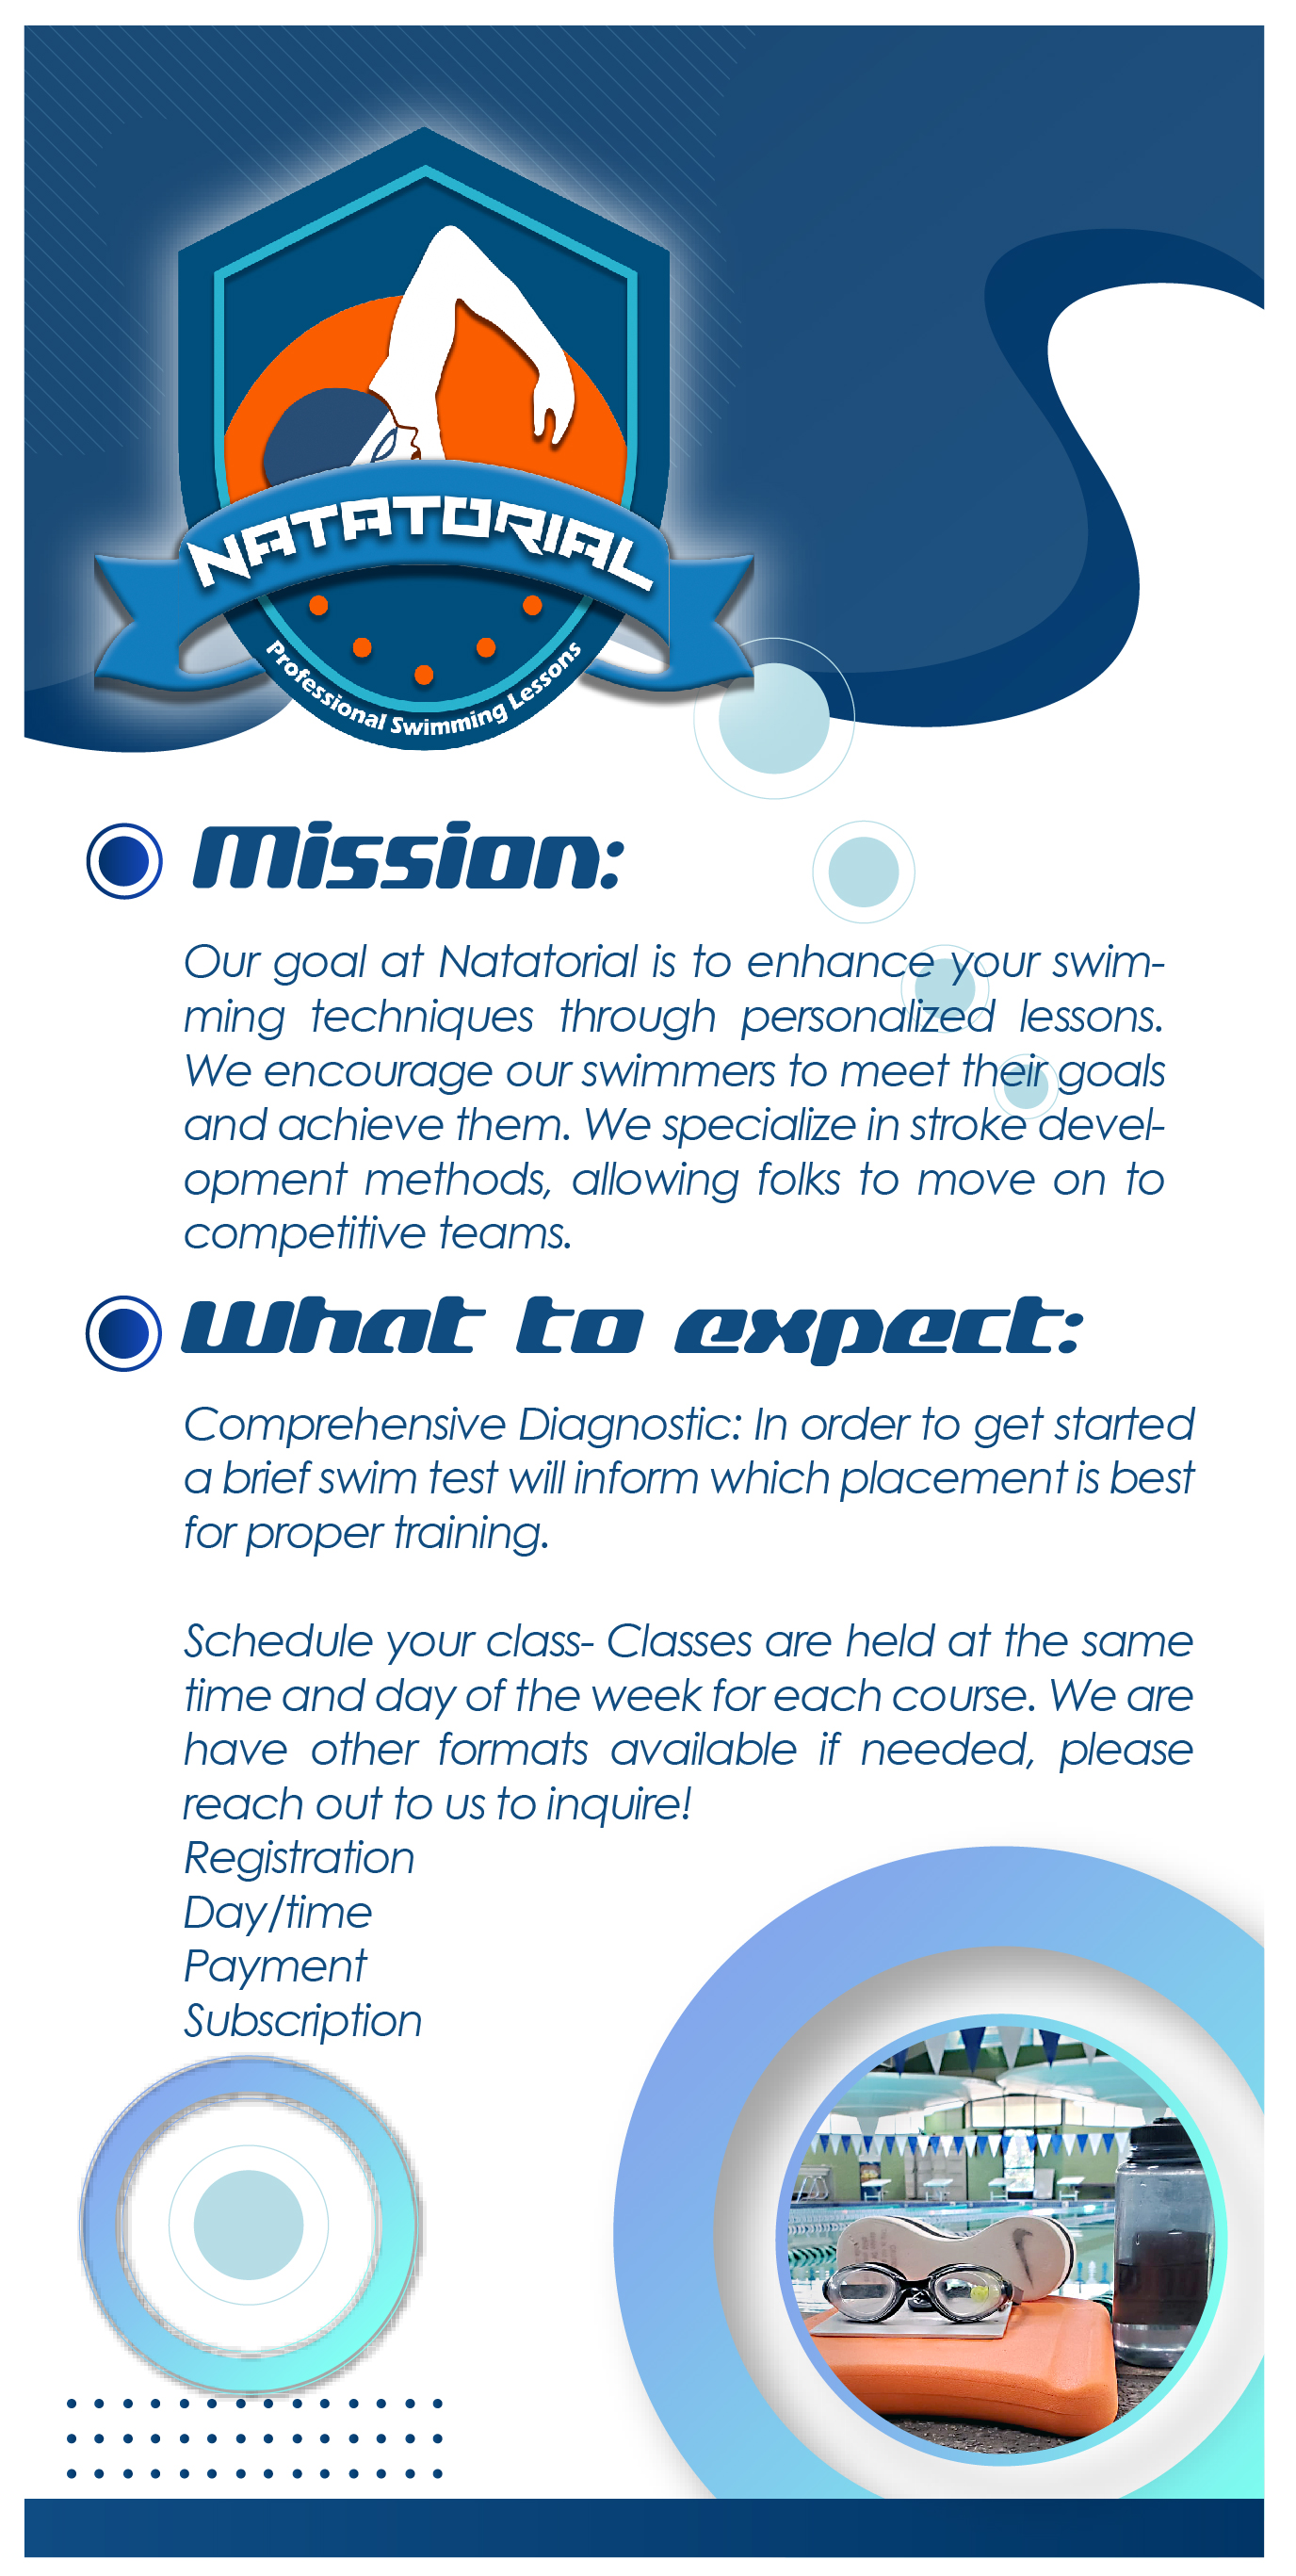 NATATORIAL
Professional Swimming Lessons
Mission:
Our goal at Natatorial is to enhance your swim-
ming techniques through personalized lessons.
We encourage our swimmers to meet their goals
and achieve them. We specialize in stroke devel-
opment methods, allowing folks to move on to
competitive teams.
What to expect:
Comprehensive Diagnostic: In order to get started
a brief swim test will inform which placement is best
for proper training.
Schedule your class- Classes are held at the same
time and day of the week for each course. We are
have other formats available if needed, please
reach out to us to inquire!
Registration
Day/time
Payment
Subscription